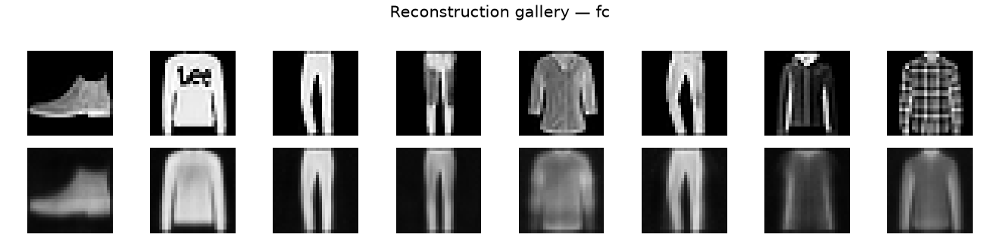 Reconstruction gallery — fc
Lee